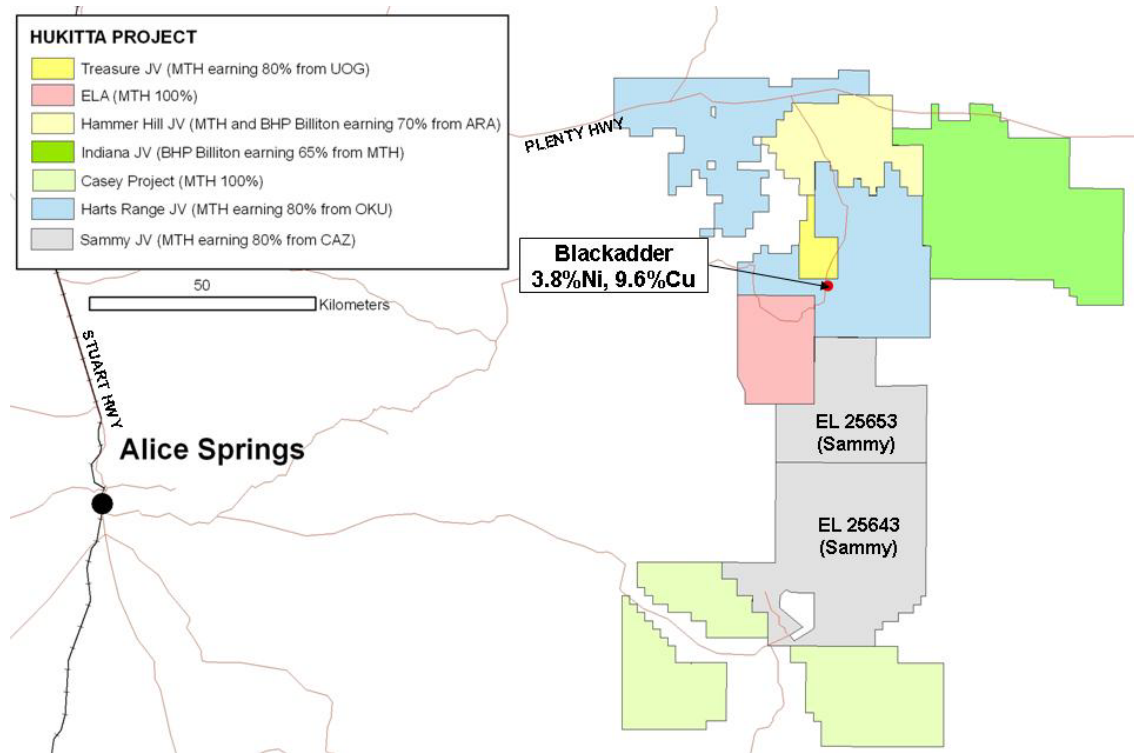 HUKITTA PROJECT
Treasure JV (MTH earning 80% from UOG)
ELA (MTH 100%)
Hammer Hill JV (MTH and BHP Billiton earning 70% from ARA)
Indiana JV (BHP Billiton earning 65% from MTH)
Casey Project (MTH 100%)
Harts Range JV (MTH earning 80% from OKU)
Sammy JV (MTH earning 80% from CAZ)
50
Kilometers
PLENTY HWY
Blackadder
3.8%Ni, 9.6%Cu
STUART HWY
Alice Springs
EL 25653
(Sammy)
EL 25643
(Sammy)